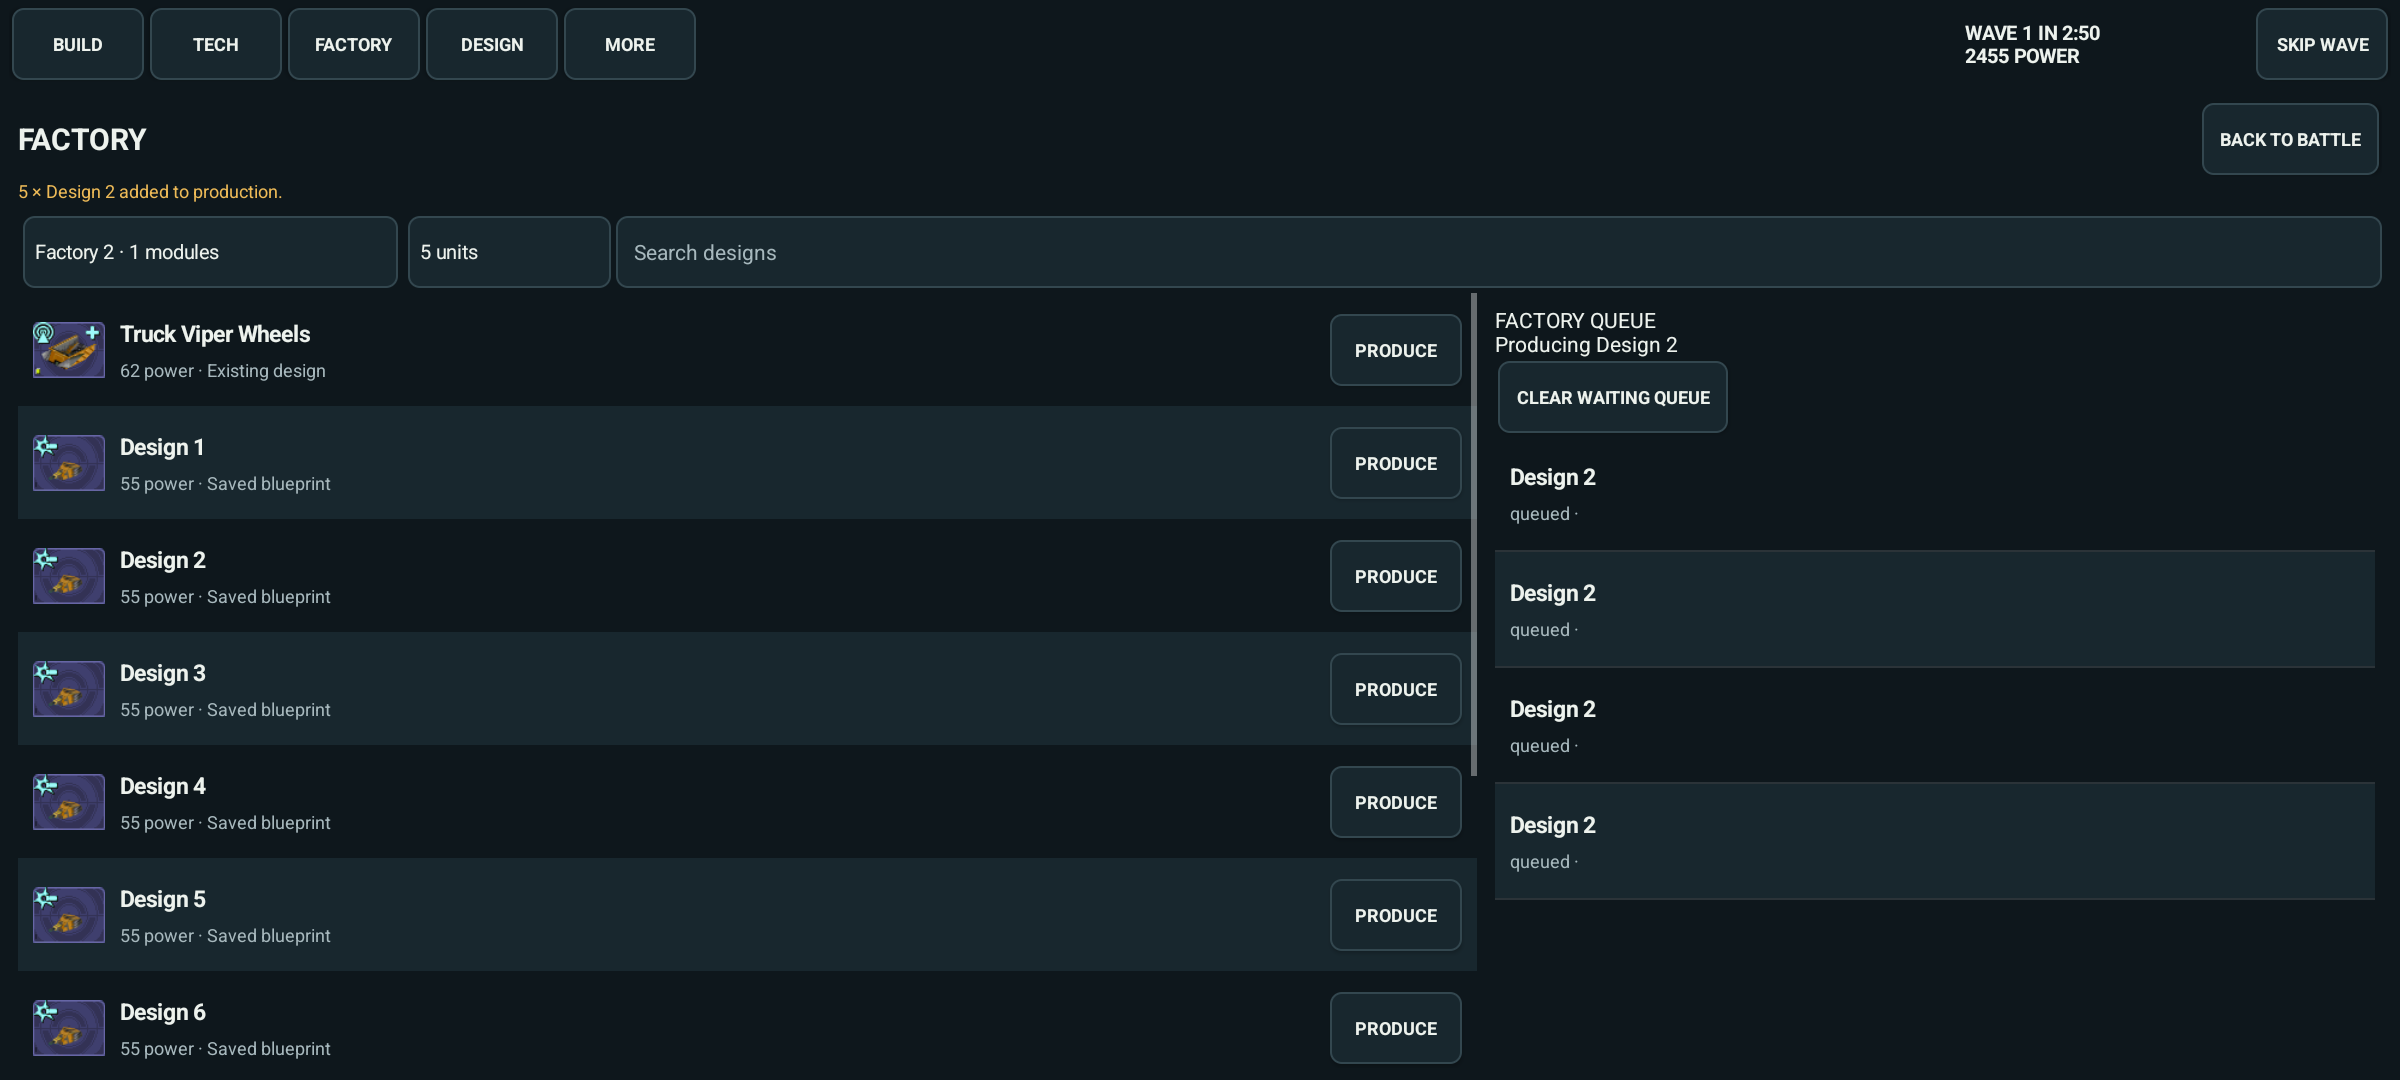 BUILD
TECH
FACTORY
DESIGN
MORE
WAVE 1 IN 2:50
2455 POWER
SKIP WAVE
FACTORY
BACK TO BATTLE
5 × Design 2 added to production.
Factory 2 · 1 modules
5 units
Search designs
Truck Viper Wheels
62 power · Existing design
PRODUCE
Design 1
55 power · Saved blueprint
PRODUCE
Design 2
55 power · Saved blueprint
PRODUCE
Design 3
55 power · Saved blueprint
PRODUCE
Design 4
55 power · Saved blueprint
PRODUCE
Design 5
55 power · Saved blueprint
PRODUCE
Design 6
55 power · Saved blueprint
PRODUCE
FACTORY QUEUE
Producing Design 2
CLEAR WAITING QUEUE
Design 2
queued ·
Design 2
queued ·
Design 2
queued ·
Design 2
queued ·